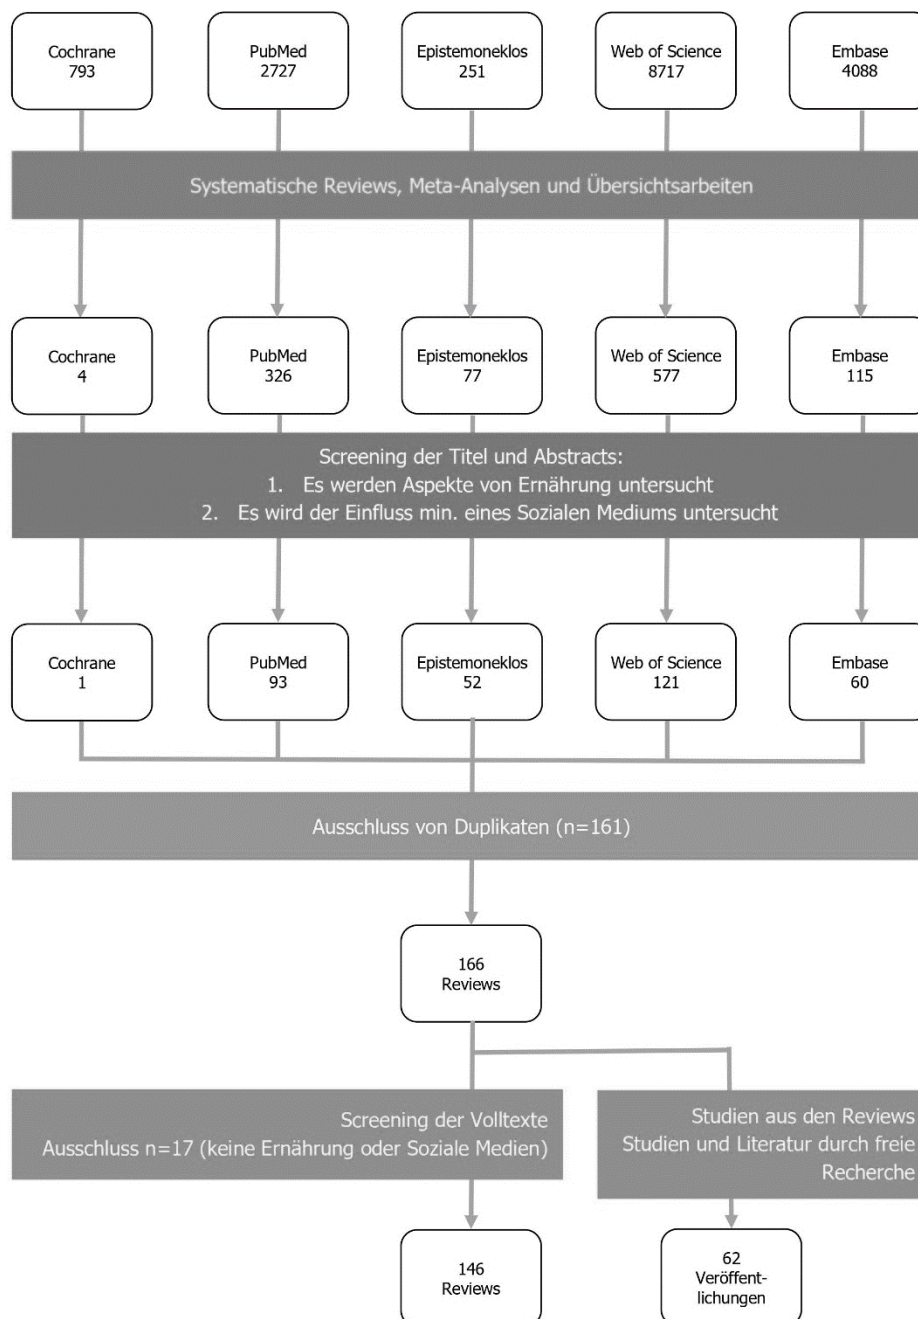 Cochrane
793
PubMed
2727
Epistemoneklos
251
Web of Science
8717
Embase
4088
Systematische Reviews, Meta-Analysen und Übersichtsarbeiten
Cochrane
4
PubMed
326
Epistemoneklos
77
Web of Science
577
Embase
115
Screening der Titel und Abstracts:
1. Es werden Aspekte von Ernährung untersucht
2. Es wird der Einfluss min. eines Sozialen Mediums untersucht
Cochrane
1
PubMed
93
Epistemoneklos
52
Web of Science
121
Embase
60
Ausschluss von Duplikaten (n=161)
166
Reviews
Screening der Volltexte
Ausschluss n=17 (keine Ernährung oder Soziale Medien)
Studien aus den Reviews
Studien und Literatur durch freie
Recherche
146
Reviews
62
Veröffent-
lichungen